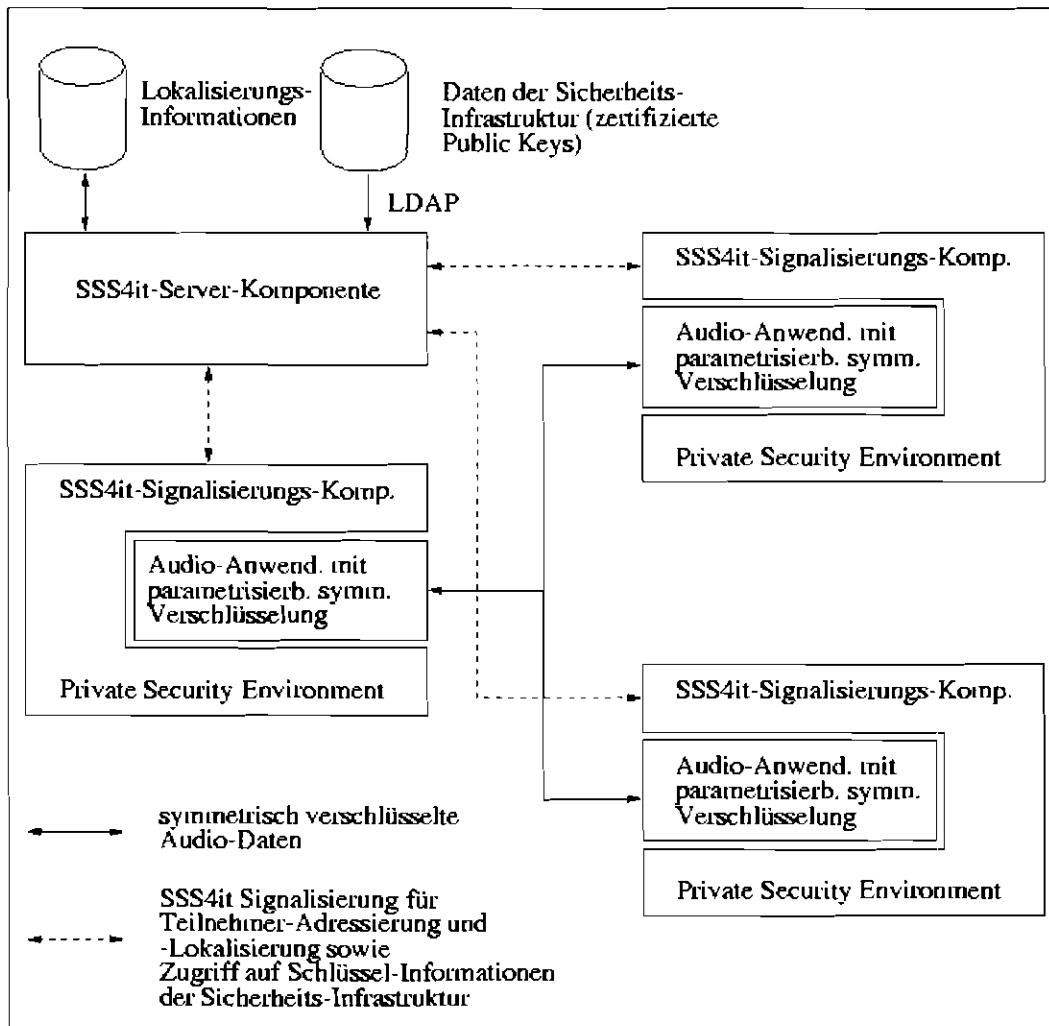 Lokalisierungs-
Informationen
Daten der Sicherheits-
Infrastruktur (zertifizierte
Public Keys)
LDAP
SSS4it-Server-Komponente
SSS4it-Signalisierungs-Komp.
Audio-Anwend. mit
parametrisierb. symm.
Verschlüsselung
Private Security Environment
SSS4it-Signalisierungs-Komp.
Audio-Anwend. mit
parametrisierb. symm.
Verschlüsselung
Private Security Environment
SSS4it-Signalisierungs-Komp.
Audio-Anwend. mit
parametrisierb. symm.
Verschlüsselung
Private Security Environment
symmetrisch verschlüsselte
Audio-Daten
SSS4it Signalisierung für
Teilnehmer-Adressierung und
-Lokalisierung sowie
Zugriff auf Schlüssel-Informationen
der Sicherheits-Infrastruktur